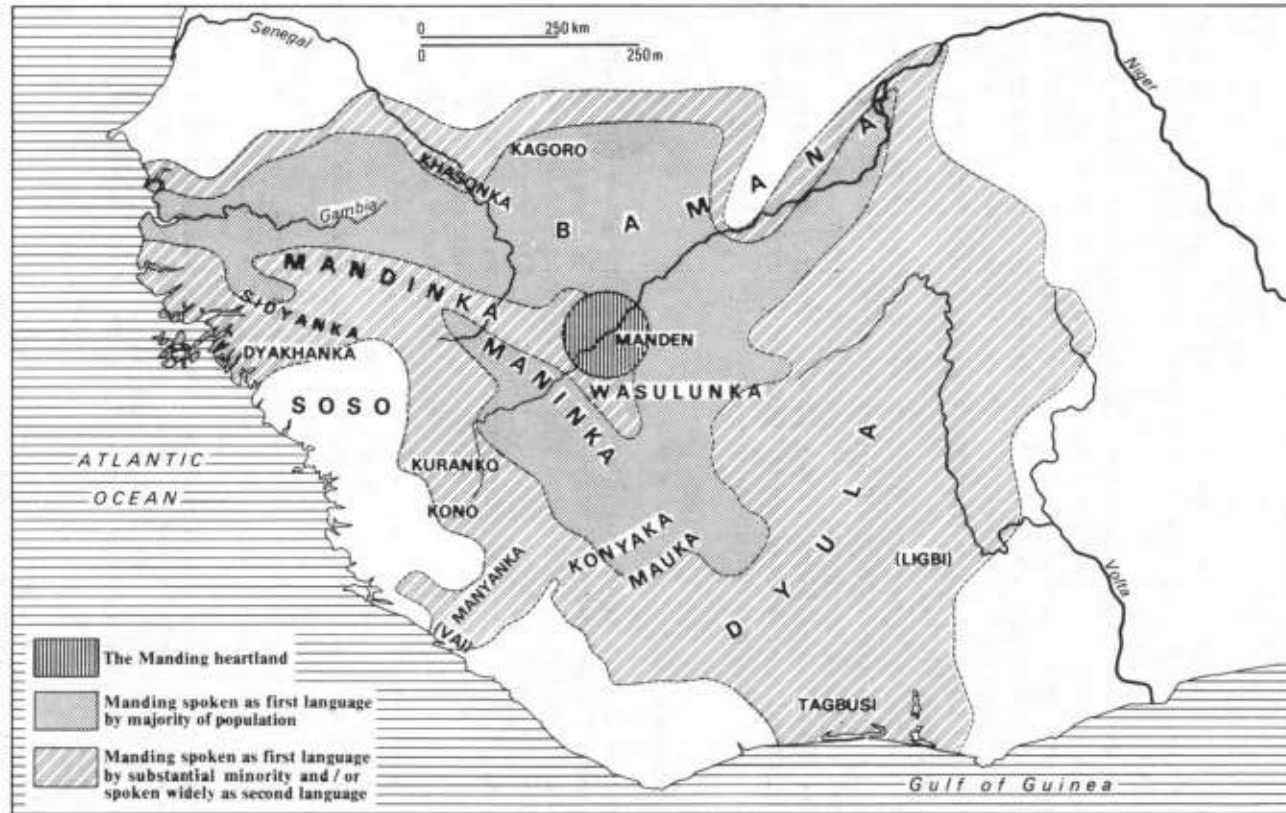 Senegal
0 250 km
0 250 m
Niger
KAGORO
KHASONKA
BAMANA
Gambia
MANDINKA
SIDYANKA
MANDEN
DYAKHANKA
MANINKA
WASULUNKA
SOSO
ATLANTIC
OCEAN
KURANKO
KONO
DYULA
KONYAKA
MAUKA
(LIGBI)
MANYANKA
Volta
(VAI)
The Manding heartland
Manding spoken as first language
by majority of population
TAGBUSI
Manding spoken as first language
by substantial minority and / or
spoken widely as second language
Gulf of Guinea